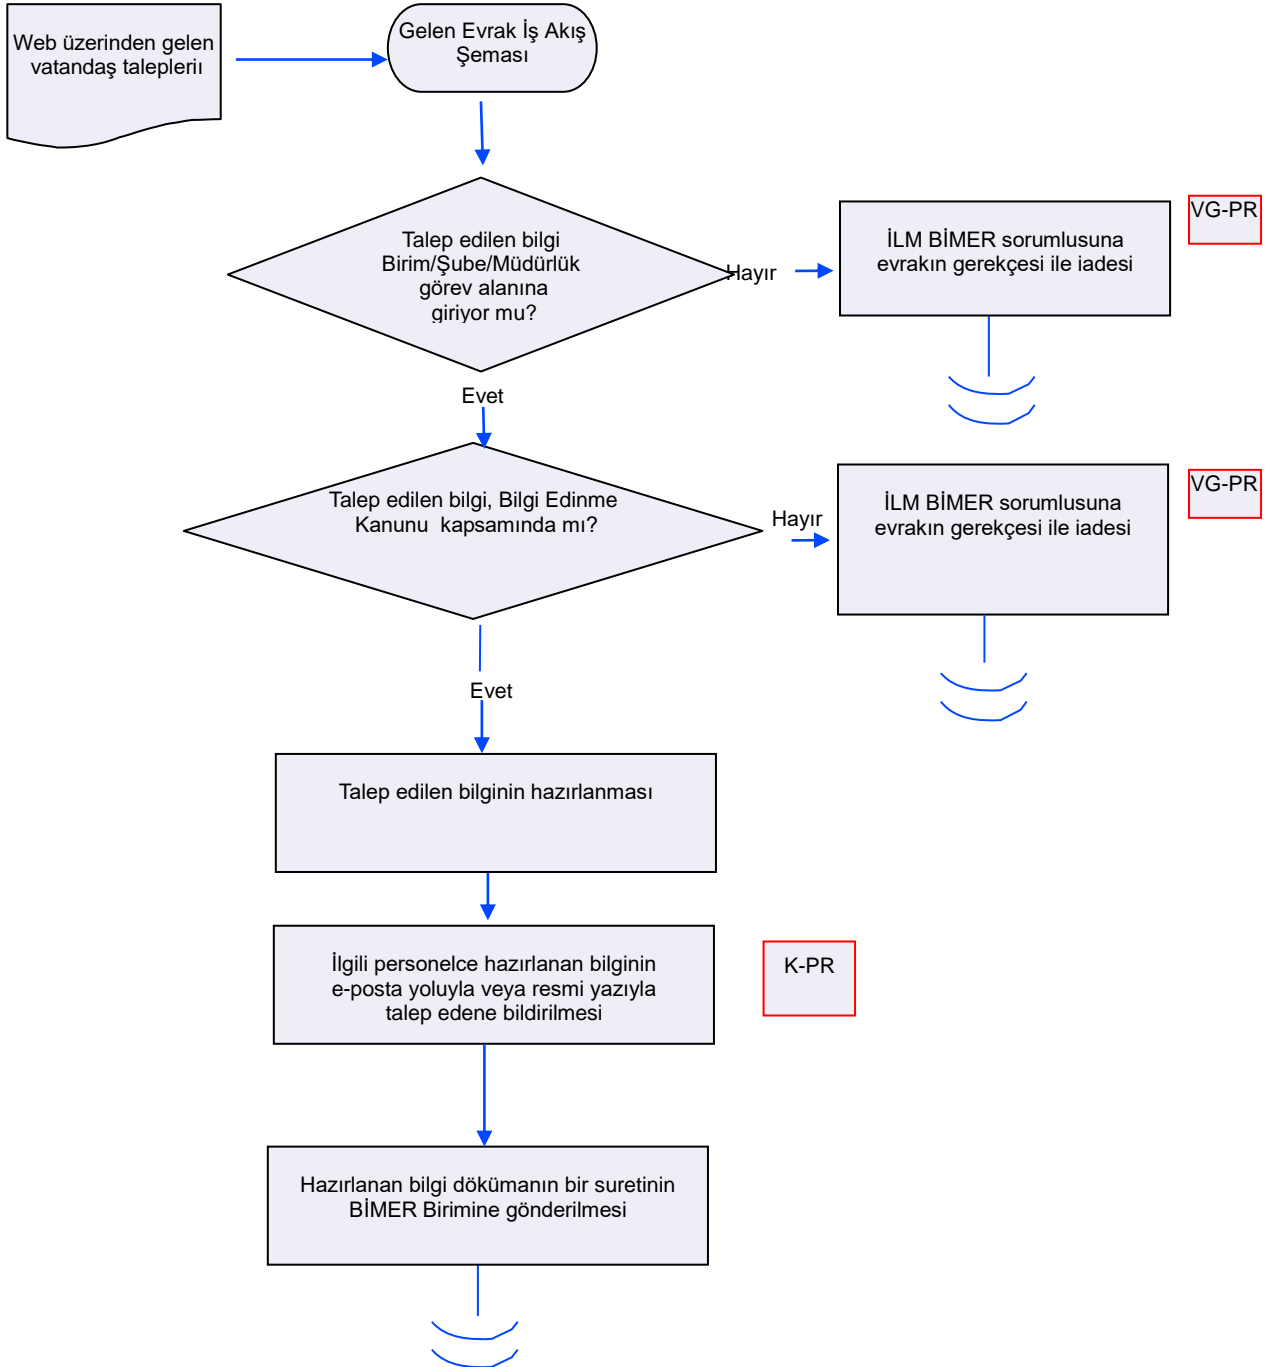 Web üzerinden gelen
vatandaş taleplerii
Gelen Evrak İş Akış
Şeması
Talep edilen bilgi
Birim/Şube/Müdürlük
görev alanına
giriyor mu?
Hayır
İLM BİMER sorumlusuna
evrakın gerekçesi ile iadesi
VG-PR
Evet
Talep edilen bilgi, Bilgi Edinme
Kanunu  kapsamında mı?
Hayır
İLM BİMER sorumlusuna
evrakın gerekçesi ile iadesi
VG-PR
Evet
Talep edilen bilginin hazırlanması
İlgili personelce hazırlanan bilginin
e-posta yoluyla veya resmi yazıyla
talep edene bildirilmesi
K-PR
Hazırlanan bilgi dökümanın bir suretinin
BİMER Birimine gönderilmesi